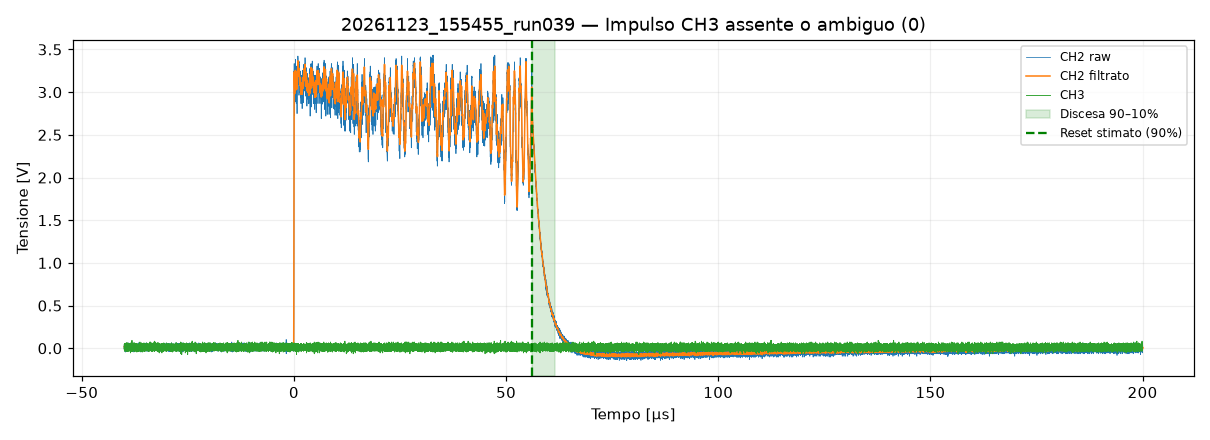 20261123_155455_run039 — Impulso CH3 assente o ambiguo (0)
3.5
3.0
2.5
2.0
1.5
1.0
0.5
0.0
Tensione [V]
CH2 raw
CH2 filtrato
CH3
Discesa 90–10%
Reset stimato (90%)
−50
0
50
100
150
200
Tempo [µs]